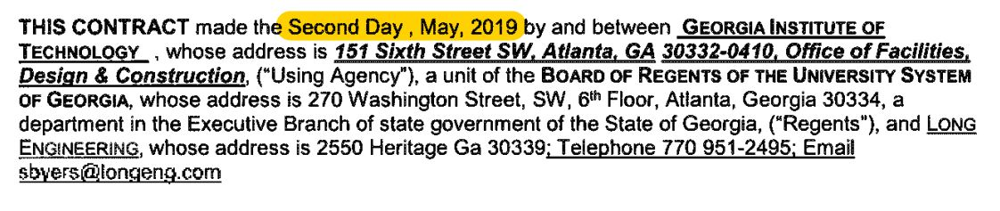 THIS CONTRACT made the Second Day , May, 2019 by and between GEORGIA INSTITUTE OF
TECHNOLOGY , whose address is 151 Sixth Street SW, Atlanta, GA 30332-0410, Office of Facilities,
Design & Construction, ("Using Agency"), a unit of the BOARD OF REGENTS OF THE UNIVERSITY SYSTEM
OF GEORGIA, whose address is 270 Washington Street, SW, 6th Floor, Atlanta, Georgia 30334, a
department in the Executive Branch of state government of the State of Georgia, ("Regents"), and LONG
ENGINEERING, whose address is 2550 Heritage Ga 30339; Telephone 770 951-2495; Email
sbyers@longeng.com